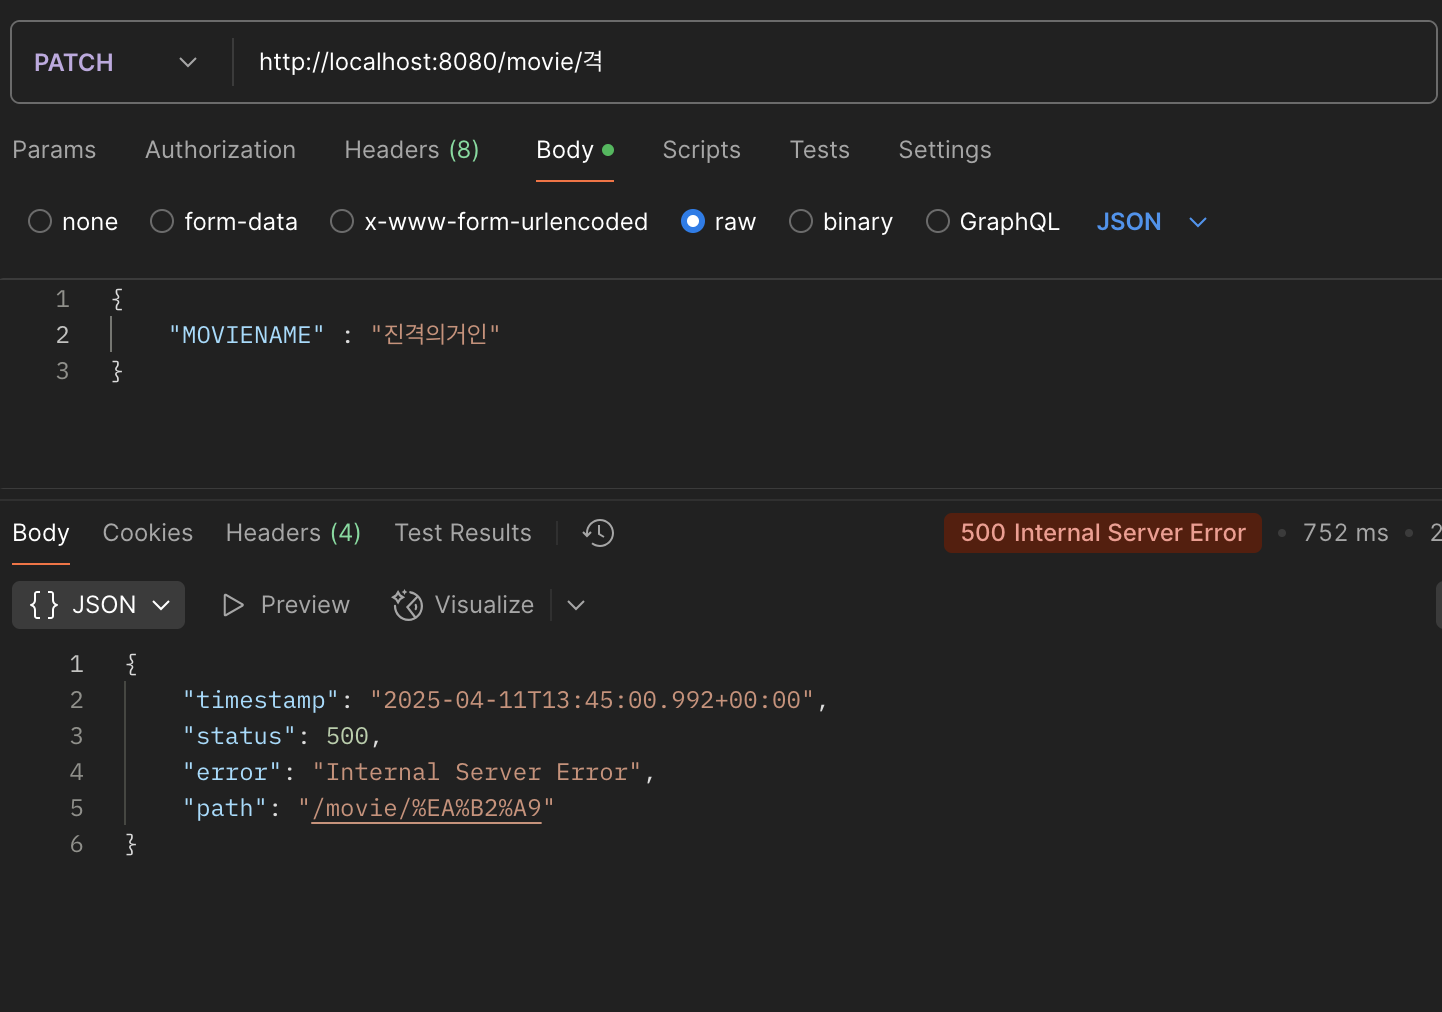 PATCH http://localhost:8080/movie/격
Params Authorization Headers (8) Body Scripts Tests Settings
none form-data x-www-form-urlencoded raw binary GraphQL JSON
1 {
2 "MOVIENAME" : "진격의거인"
3 }
Body Cookies Headers (4) Test Results 500 Internal Server Error • 752 ms • 2
{} JSON Preview Visualize
1 {
2 "timestamp": "2025-04-11T13:45:00.992+00:00",
3 "status": 500,
4 "error": "Internal Server Error",
5 "path": "/movie/%EA%B2%A9"
6 }